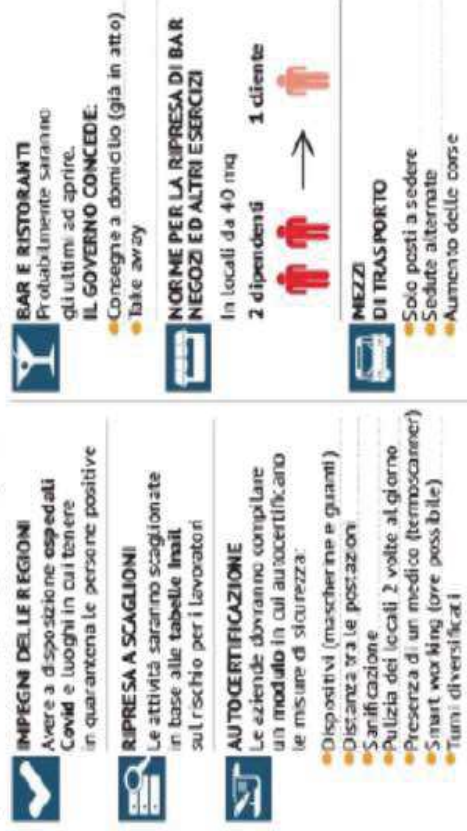 IMPEGNI DELLE REGIONI
Avere a disposizione ospedali
Covid e luoghi in cui tenere
in quarantena le persone positive
RIPRESA A SCAGLIONI
Le attività saranno scaglionate
in base alle tabelle Inail
sul rischio per i lavoratori
AUTOCERTIFICAZIONE
Le aziende dovranno compilare
un modulo in cui autocertificano
le misure di sicurezza:
Dispositivi (mascherine e guanti)
Distanza tra le postazioni
Sanificazione
Pulizia dei locali 2 volte al giorno
Presenza di un medico (termoscanner)
Smart working (ove possibile)
Turni diversificati
BAR E RISTORANTI
Probabilmente saranno
gli ultimi ad aprire.
IL GOVERNO CONCEDE:
Consegne a domicilio (già in atto)
Take away
NORME PER LA RIPRESA DI BAR
NEGOZI ED ALTRI ESERCIZI
In locali da 40 mq
2 dipendenti
1 cliente
MEZZI
DI TRASPORTO
Solo posti a sedere
Sedute alternate
Aumento delle corse